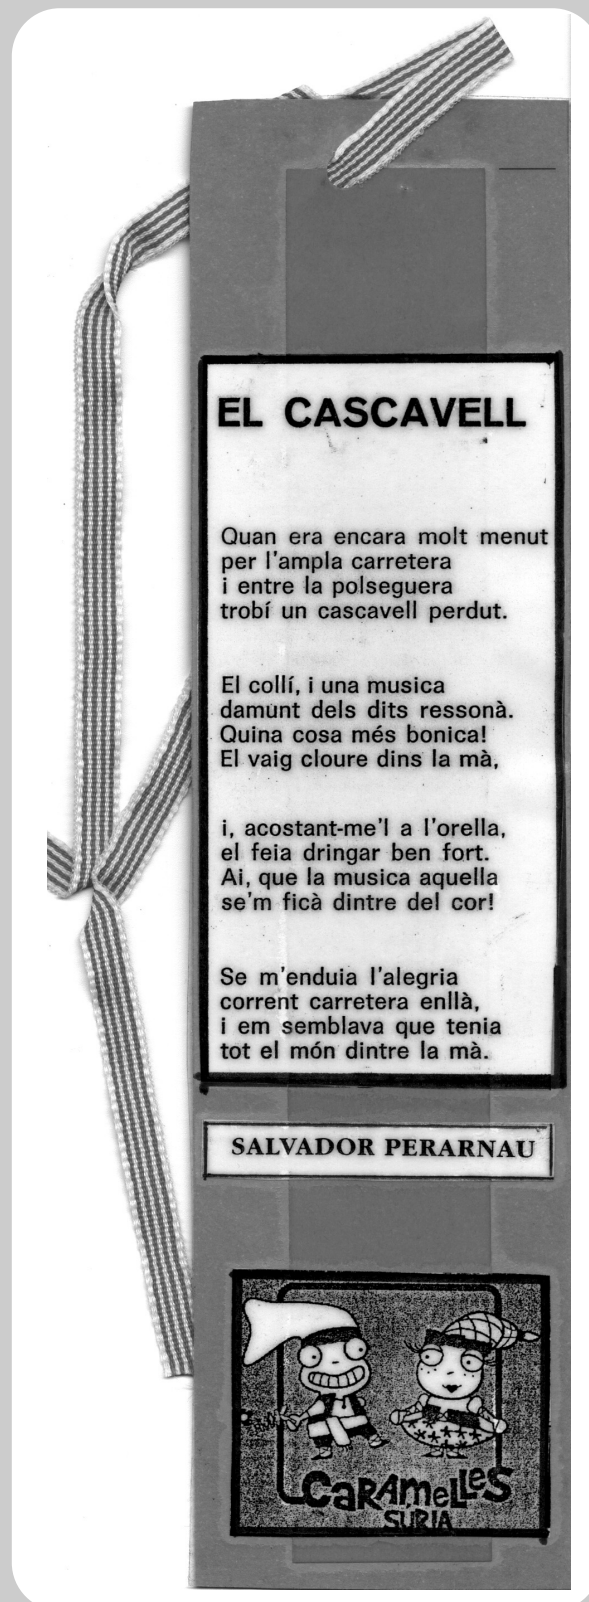 EL CASCAVELL
Quan era encara molt menut
per l'ampla carretera
i entre la polseguera
trobí un cascavell perdut.
El collí, i una musica
damunt dels dits ressonà.
Quina cosa més bonica!
El vaig cloure dins la mà,
i, acostant-me'l a l'orella,
el feia dringar ben fort.
Ai, que la musica aquella
se'm ficà dintre del cor!
Se m'enduia l'alegria
corrent carretera enllà,
i em semblava que tenia
tot el món dintre la mà.
SALVADOR PERARNAU
CARAMELLES
SURIA